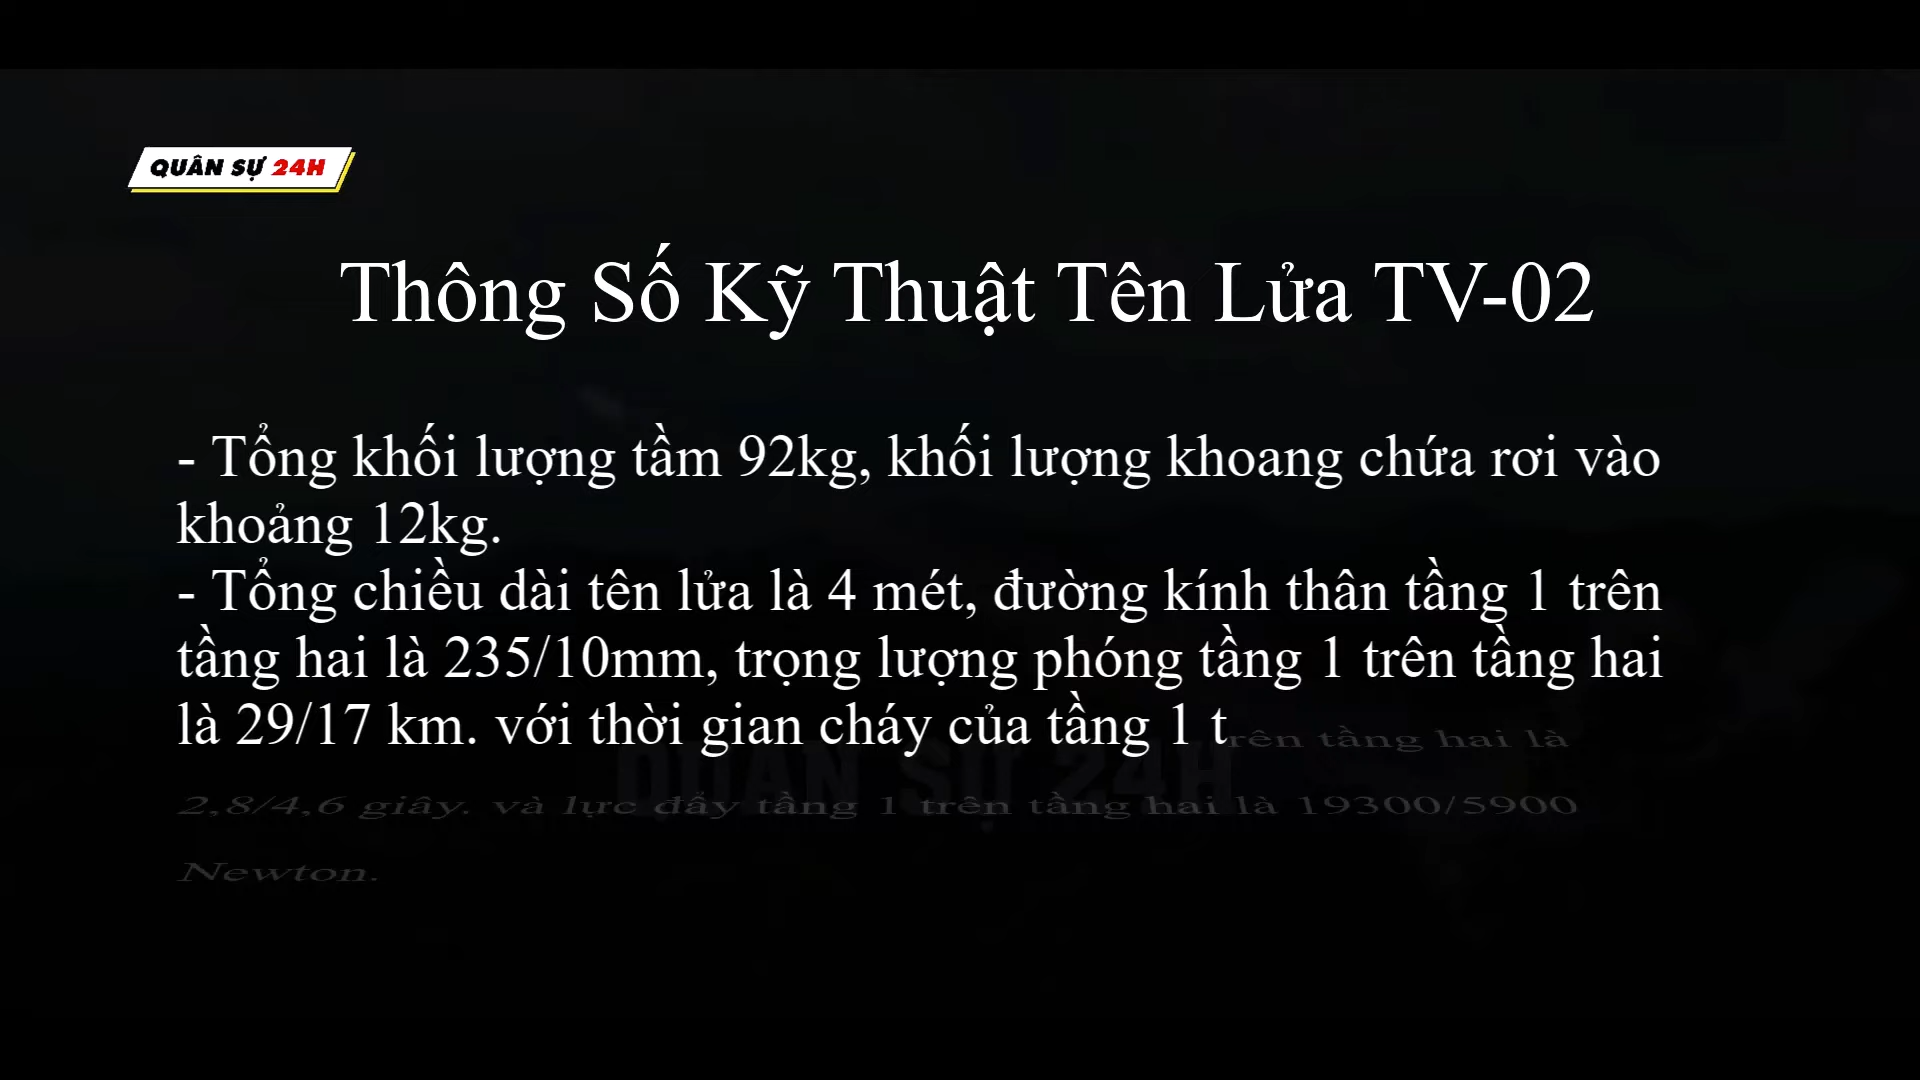 QUÂN SỰ 24H
Thông Số Kỹ Thuật Tên Lửa TV-02
- Tổng khối lượng tầm 92kg, khối lượng khoang chứa rơi vào
khoảng 12kg.
- Tổng chiều dài tên lửa là 4 mét, đường kính thân tầng 1 trên
tầng hai là 235/10mm, trọng lượng phóng tầng 1 trên tầng hai
là 29/17 km. với thời gian cháy của tầng 1 trên tầng hai là
QUÂN SỰ 24H
2,8/4,6 giây. và lực đẩy tầng 1 trên tầng hai là 19300/5900
Newton.